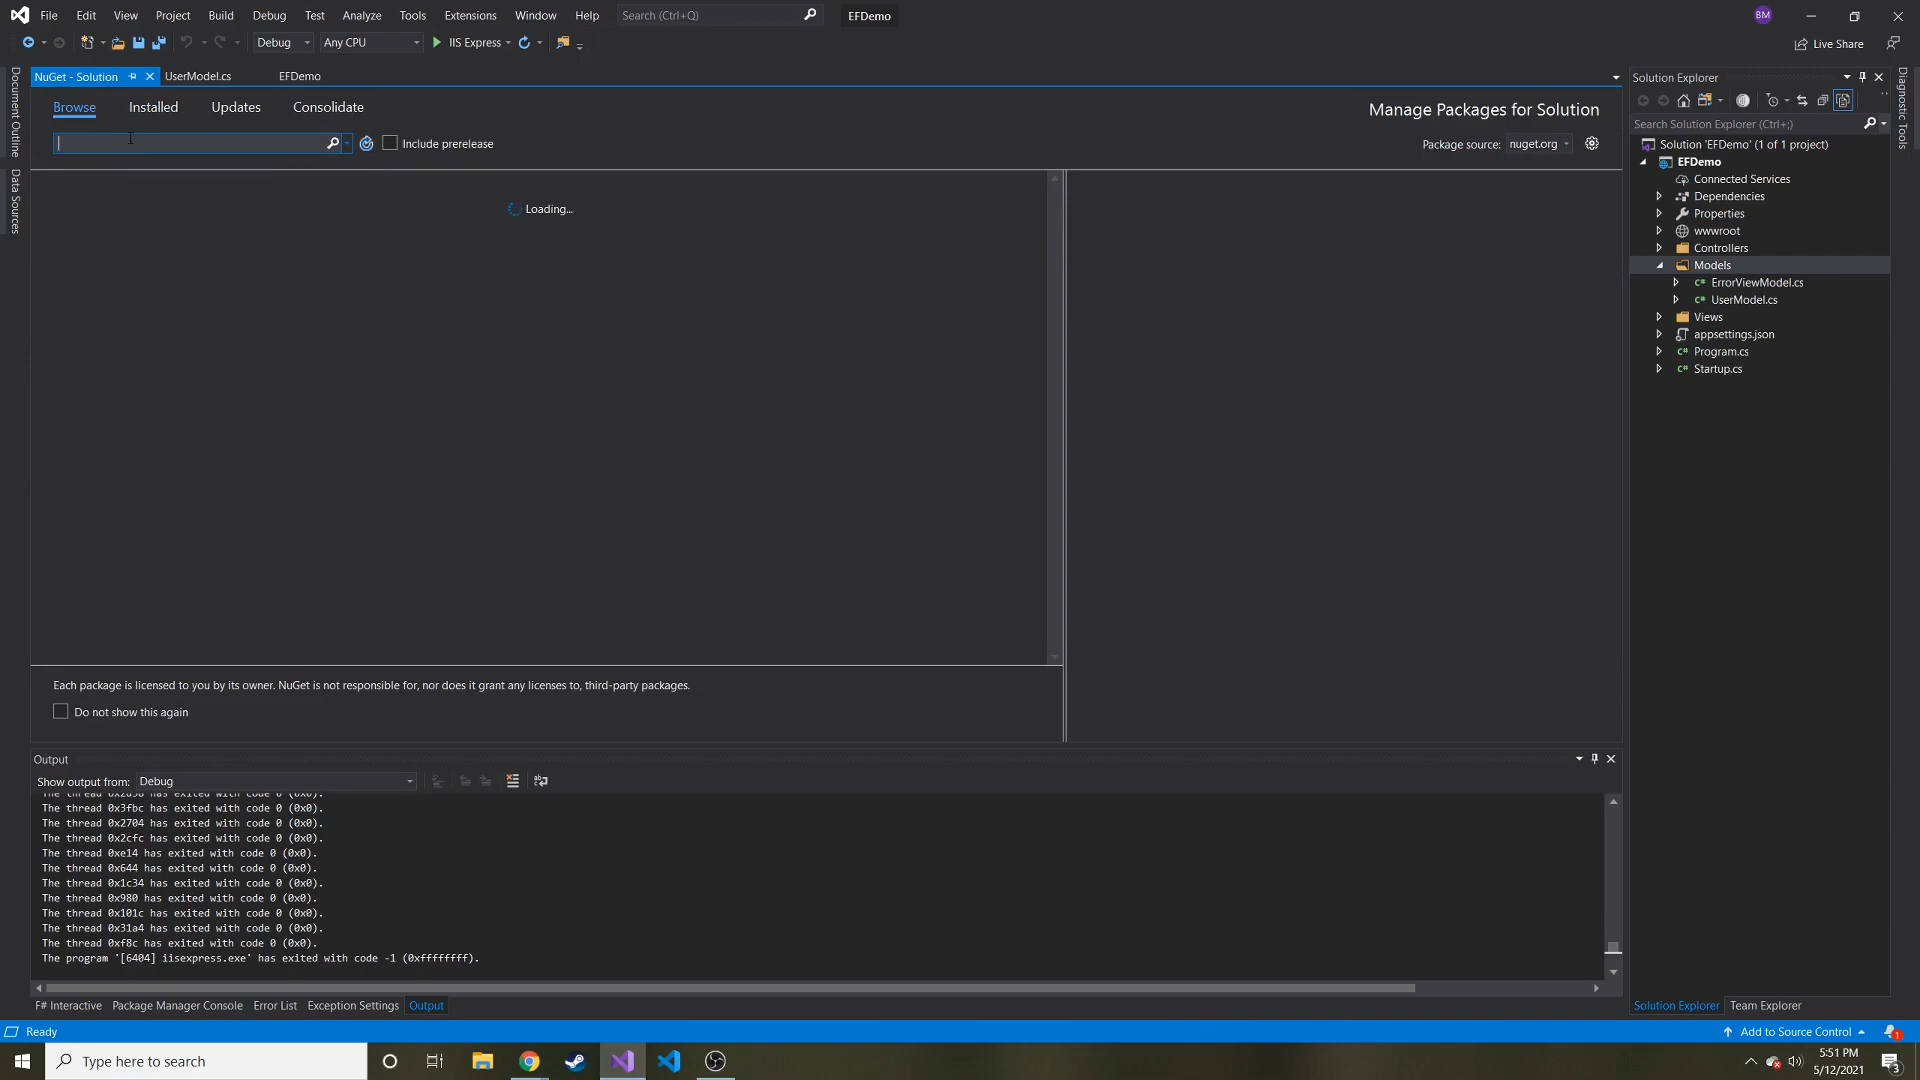 File Edit View Project Build Debug Test Analyze Tools Extensions Window Help Search (Ctrl+Q) EFDemo BM
Debug Any CPU IIS Express Live Share
NuGet - Solution UserModel.cs EFDemo
Document Outline
Data Sources
Browse Installed Updates Consolidate Manage Packages for Solution
Include prerelease Package source: nuget.org
Loading...
Each package is licensed to you by its owner. NuGet is not responsible for, nor does it grant any licenses to, third-party packages.
Do not show this again
Solution Explorer
Search Solution Explorer (Ctrl+;)
Solution 'EFDemo' (1 of 1 project)
EFDemo
Connected Services
Dependencies
Properties
wwwroot
Controllers
Models
ErrorViewModel.cs
UserModel.cs
Views
appsettings.json
Program.cs
Startup.cs
Diagnostic Tools
Output
Show output from: Debug
The thread 0x3fbc has exited with code 0 (0x0).
The thread 0x2704 has exited with code 0 (0x0).
The thread 0x2cfc has exited with code 0 (0x0).
The thread 0xe14 has exited with code 0 (0x0).
The thread 0x644 has exited with code 0 (0x0).
The thread 0x1c34 has exited with code 0 (0x0).
The thread 0x980 has exited with code 0 (0x0).
The thread 0x101c has exited with code 0 (0x0).
The thread 0x31a4 has exited with code 0 (0x0).
The thread 0xf8c has exited with code 0 (0x0).
The program '[6404] iisexpress.exe' has exited with code -1 (0xffffffff).
F# Interactive Package Manager Console Error List Exception Settings Output
Solution Explorer Team Explorer
Ready Add to Source Control 1
Type here to search
5:51 PM
5/12/2021
3